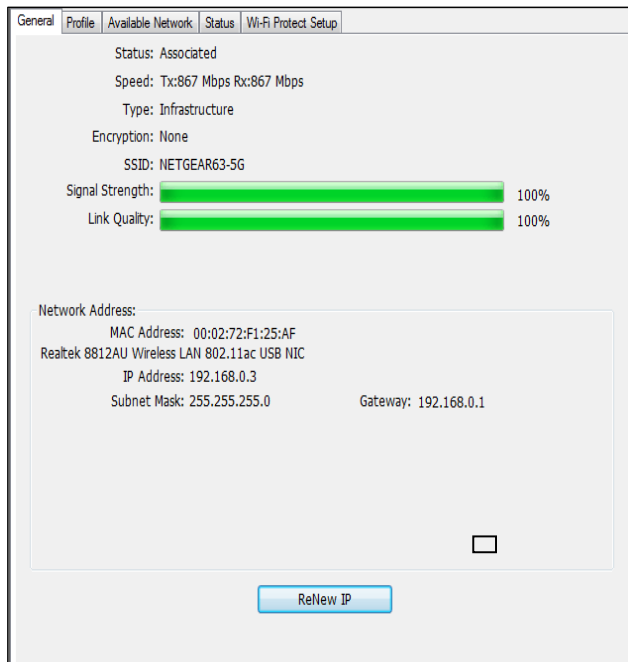 General Profile Available Network Status Wi-Fi Protect Setup
Status: Associated
Speed: Tx:867 Mbps Rx:867 Mbps
Type: Infrastructure
Encryption: None
SSID: NETGEAR63-5G
Signal Strength: 100%
Link Quality: 100%
Network Address:
MAC Address: 00:02:72:F1:25:AF
Realtek 8812AU Wireless LAN 802.11ac USB NIC
IP Address: 192.168.0.3
Subnet Mask: 255.255.255.0 Gateway: 192.168.0.1
ReNew IP